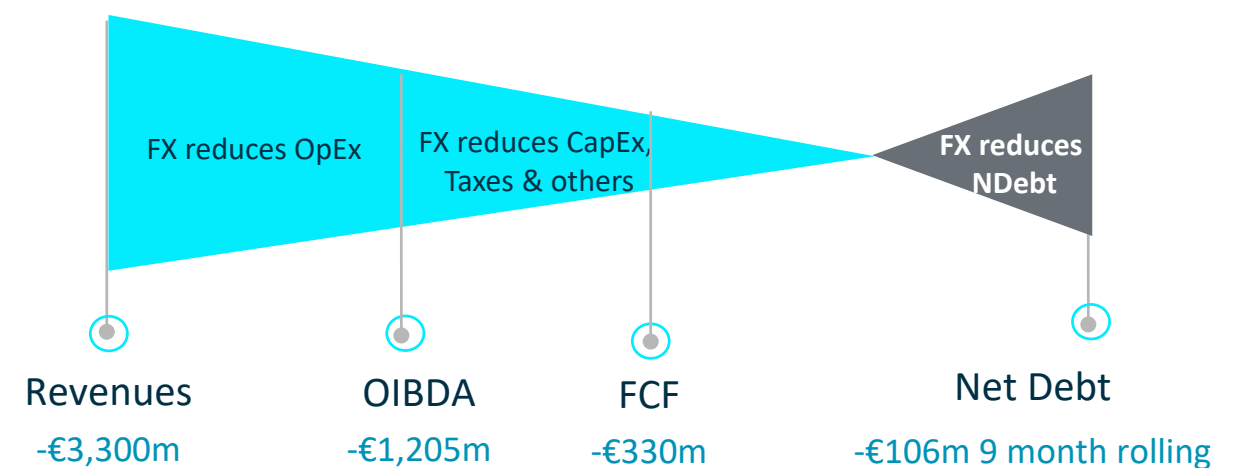 FX reduces OpEx
FX reduces CapEx,
Taxes & others
FX reduces
NDebt
Revenues
OIBDA
FCF
Net Debt
-€3,300m
-€1,205m
-€330m
-€106m 9 month rolling